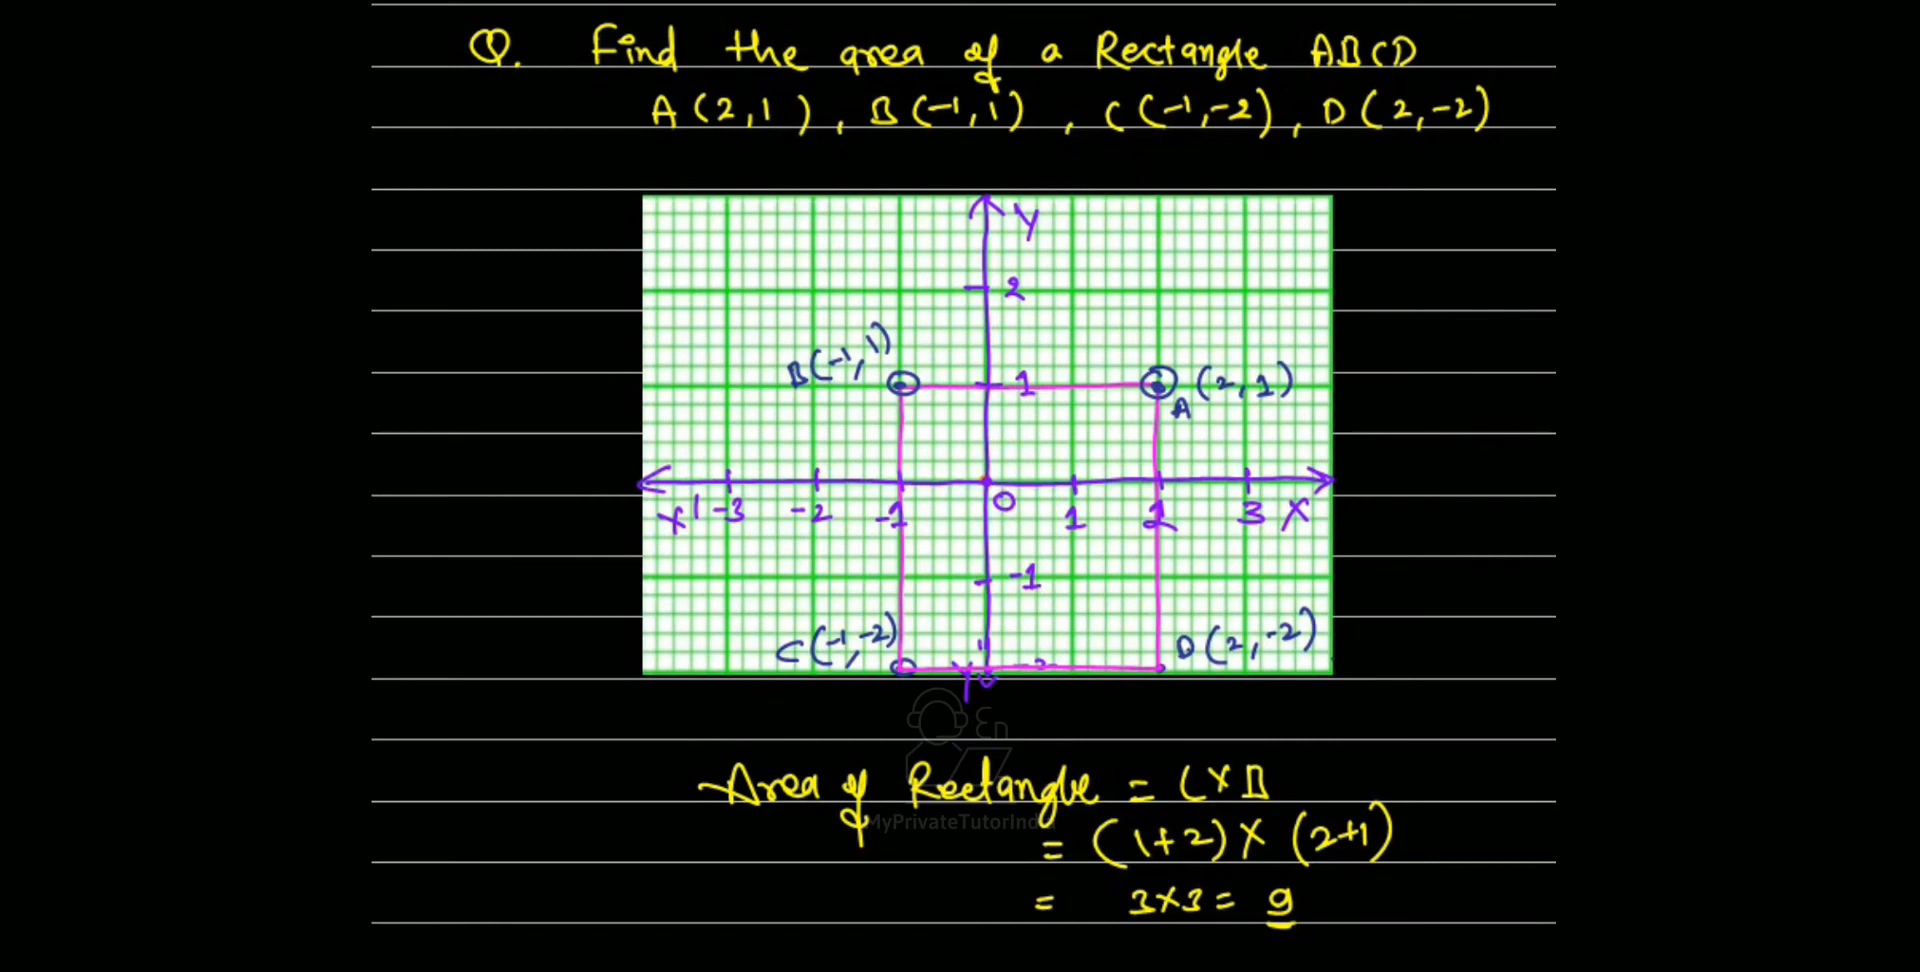 Q. Find the area of a Rectangle ABCD
A (2,1), B(-1,1), C(-1,-2), D(2,-2)
Y
2
B(-1,1)
1
A (2,1)
X' -3 -2 -1 0 1 2 3 X
-1
C(-1,-2)
D(2,-2)
Y' -2
En
MyPrivateTutorIndia
Area of Rectangle = L×B
= (1+2)×(2+1)
= 3×3 = 9